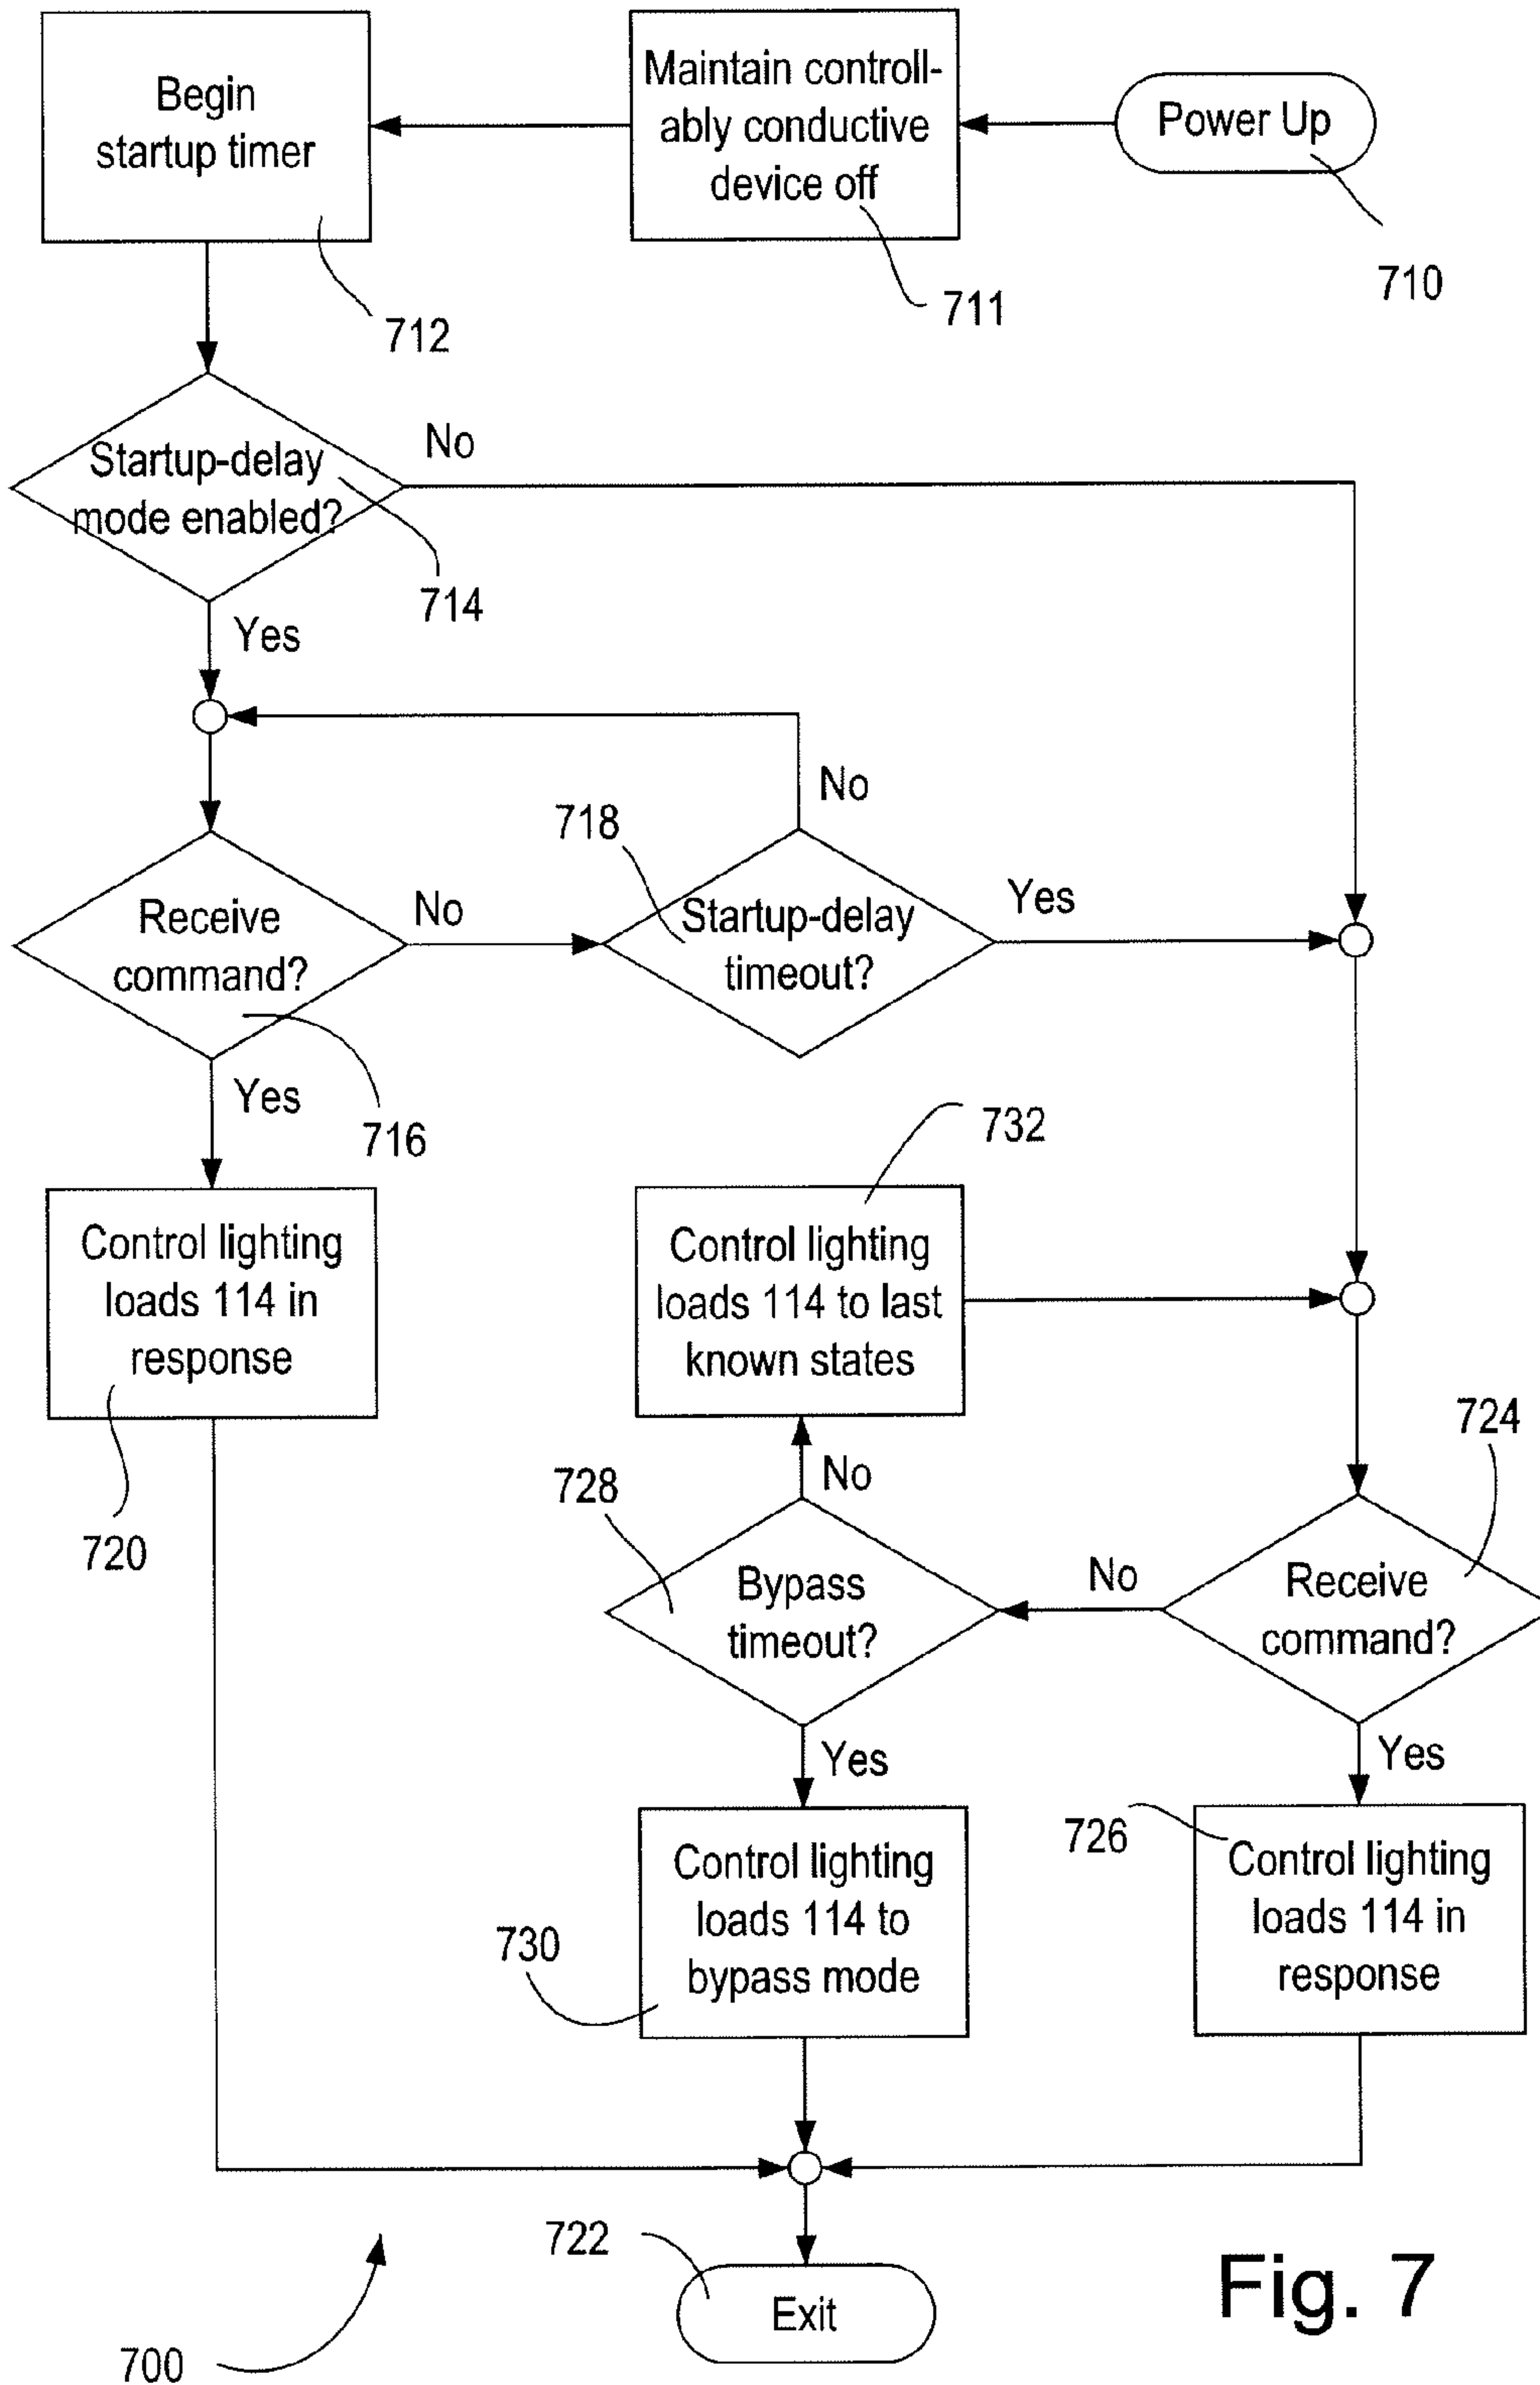 Begin
startup timer
712
Maintain controll-
ably conductive
device off
711
Power Up
710
Startup-delay
mode enabled?
714
No
Yes
Receive
command?
716
No
Yes
718
Startup-delay
timeout?
No
Yes
Control lighting
loads 114 in
response
720
732
Control lighting
loads 114 to last
known states
724
Receive
command?
No
Yes
728
Bypass
timeout?
No
Yes
730
Control lighting
loads 114 to
bypass mode
726
Control lighting
loads 114 in
response
722
Exit
700
Fig. 7